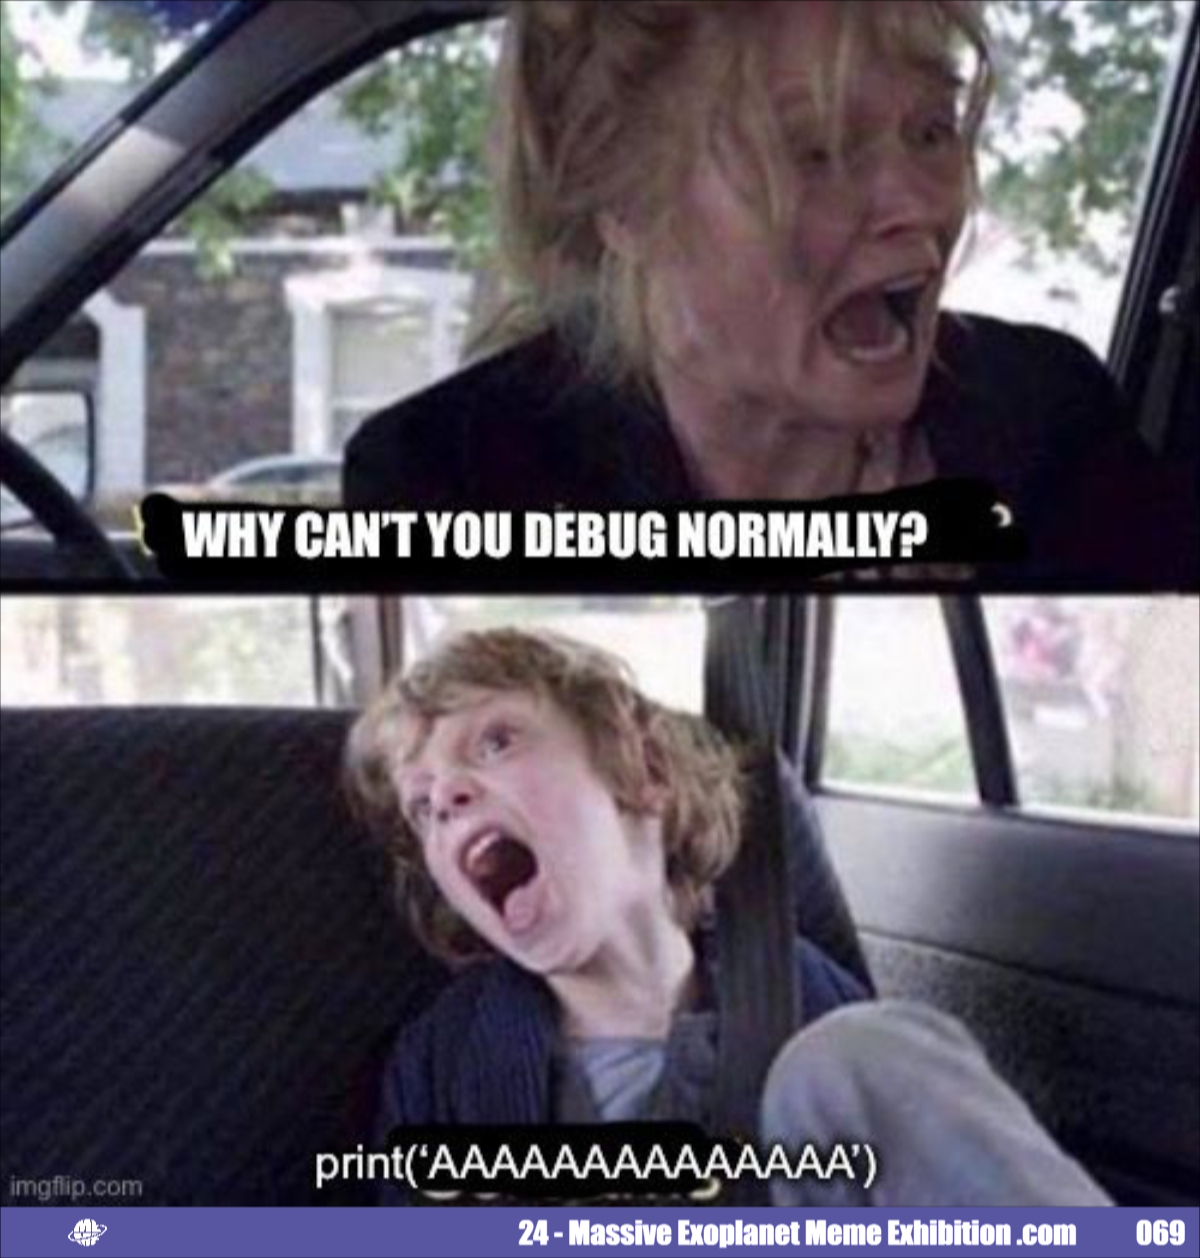 WHY CAN'T YOU DEBUG NORMALLY?
print(‘AAAAAAAAAAAAAAA’)
imgflip.com
24 - Massive Exoplanet Meme Exhibition .com 069